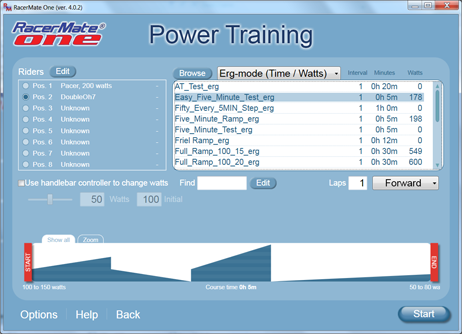 RacerMate One (ver. 4.0.2)
RacerMate®
one
Power Training
Riders Edit
Pos. 1 Pacer, 200 watts -
Pos. 2 DoubleOh7 -
Pos. 3 Unknown -
Pos. 4 Unknown -
Pos. 5 Unknown -
Pos. 6 Unknown -
Pos. 7 Unknown -
Pos. 8 Unknown -
Browse Erg-mode (Time / Watts) Interval Minutes Watts
AT_Test_erg 1 0h 20m 0
Easy_Five_Minute_Test_erg 1 0h 5m 178
Fifty_Every_5MIN_Step_erg 1 1h 0m 0
Five_Minute_Ramp_erg 1 0h 5m 198
Five_Minute_Test_erg 1 0h 5m 0
Friel Ramp_erg 1 0h 12m 0
Full_Ramp_100_15_erg 1 0h 30m 549
Full_Ramp_100_20_erg 1 0h 30m 600
Use handlebar controller to change watts
Find Edit Laps 1 Forward
50 Watts 100 Initial
Show all Zoom
START
END
100 to 150 watts Course time 0h 5m 50 to 80 wa
Options Help Back Start